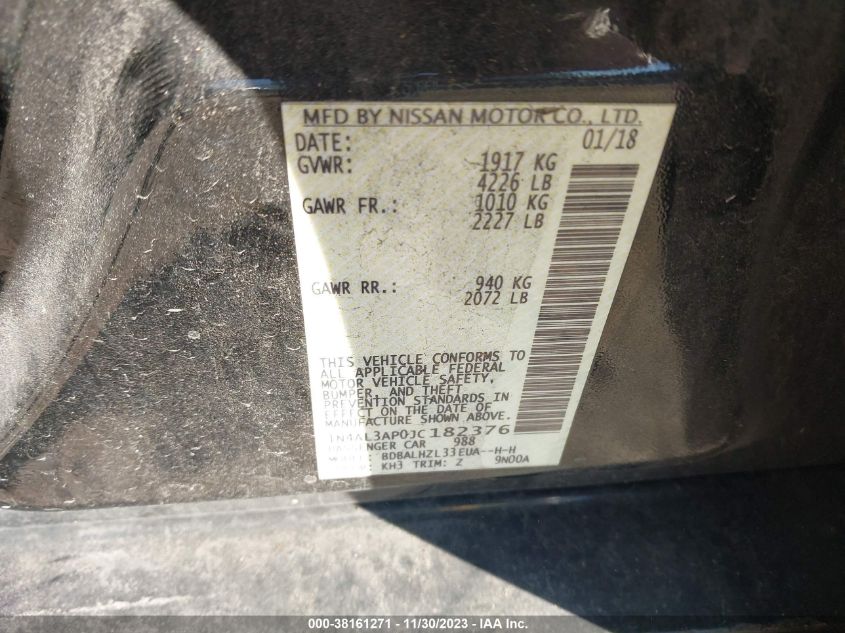 MFD BY NISSAN MOTOR CO., LTD.
DATE: 01/18
GVWR: 1917 KG
4226 LB
GAWR FR.: 1010 KG
2227 LB
GAWR RR.: 940 KG
2072 LB
THIS VEHICLE CONFORMS TO
ALL APPLICABLE FEDERAL
MOTOR VEHICLE SAFETY,
BUMPER, AND THEFT
PREVENTION STANDARDS IN
EFFECT ON THE DATE OF
MANUFACTURE SHOWN ABOVE.
1N4AL3AP0JC182376
PASSENGER CAR 988
MODEL: BDBALHZL33EUA--H-H
KH3 TRIM: Z 9N00A
000-38161271 - 11/30/2023 - IAA Inc.